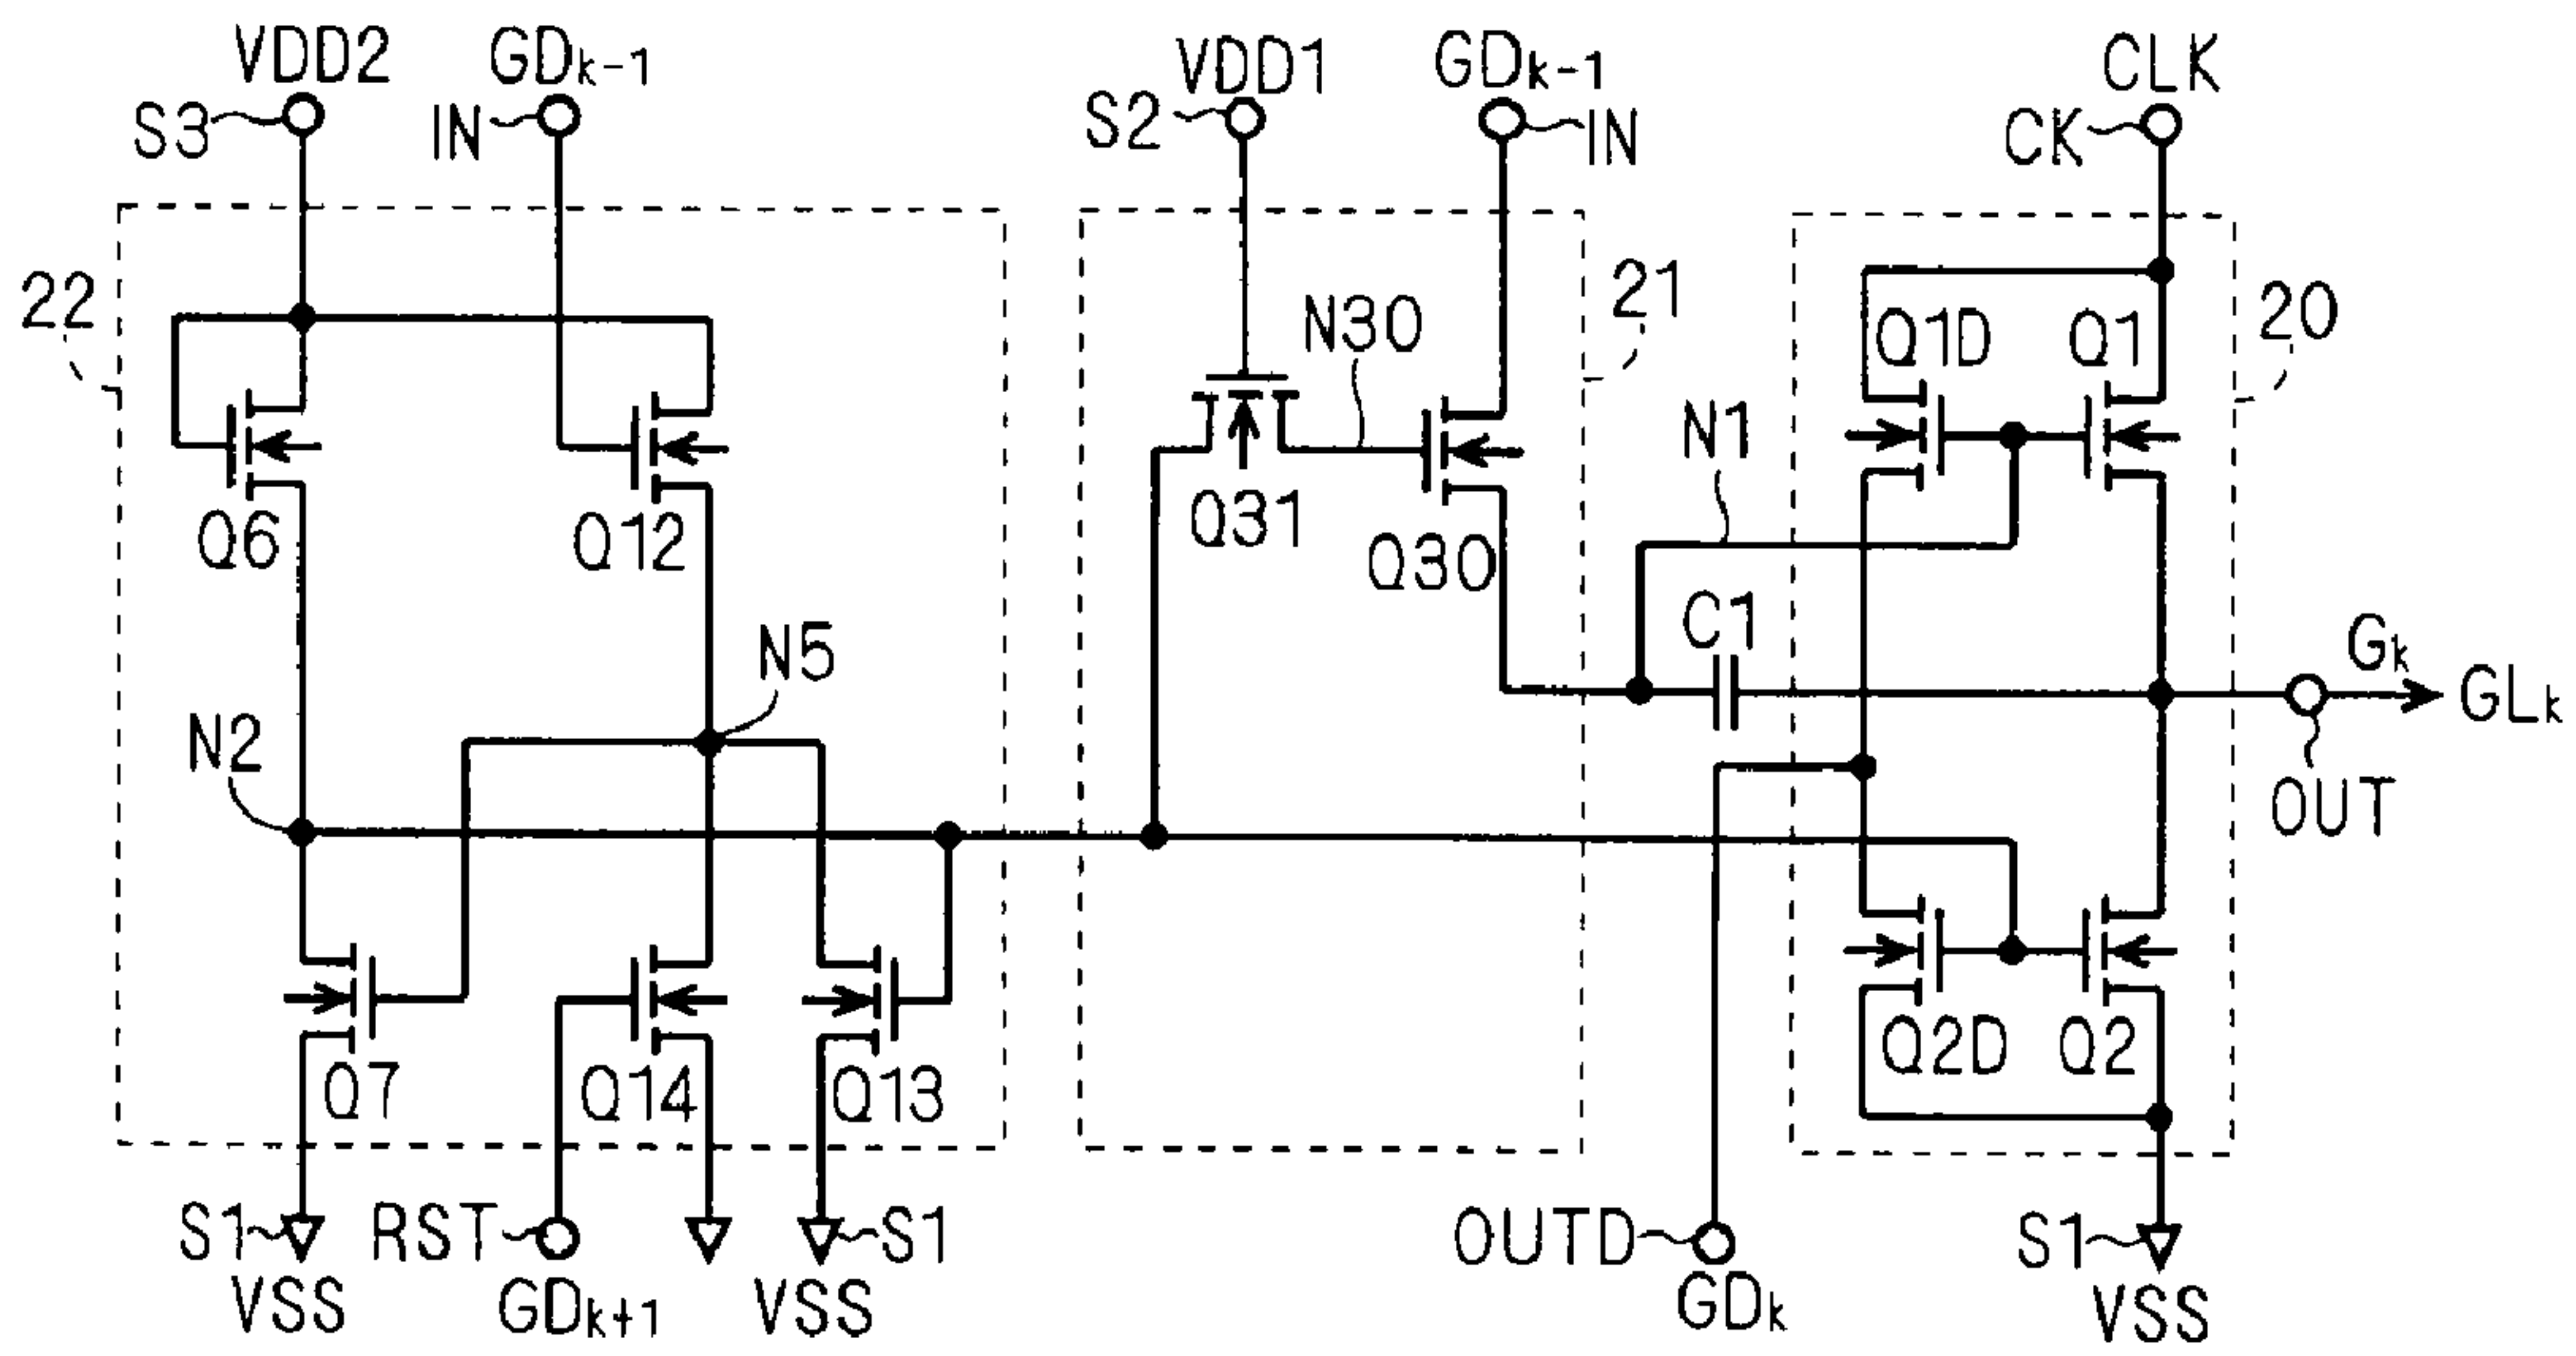 VDD2 GDk-1 VDD1 GDk-1 CLK
S3 IN S2 IN CK
22 N30 21 Q1D Q1 20
N1
Q6 Q12 Q31 Q30
C1 Gk
N2 N5 GLk
OUT
Q7 Q14 Q13 Q2D Q2
S1 RST S1 OUTD S1
VSS GDk+1 VSS GDk VSS